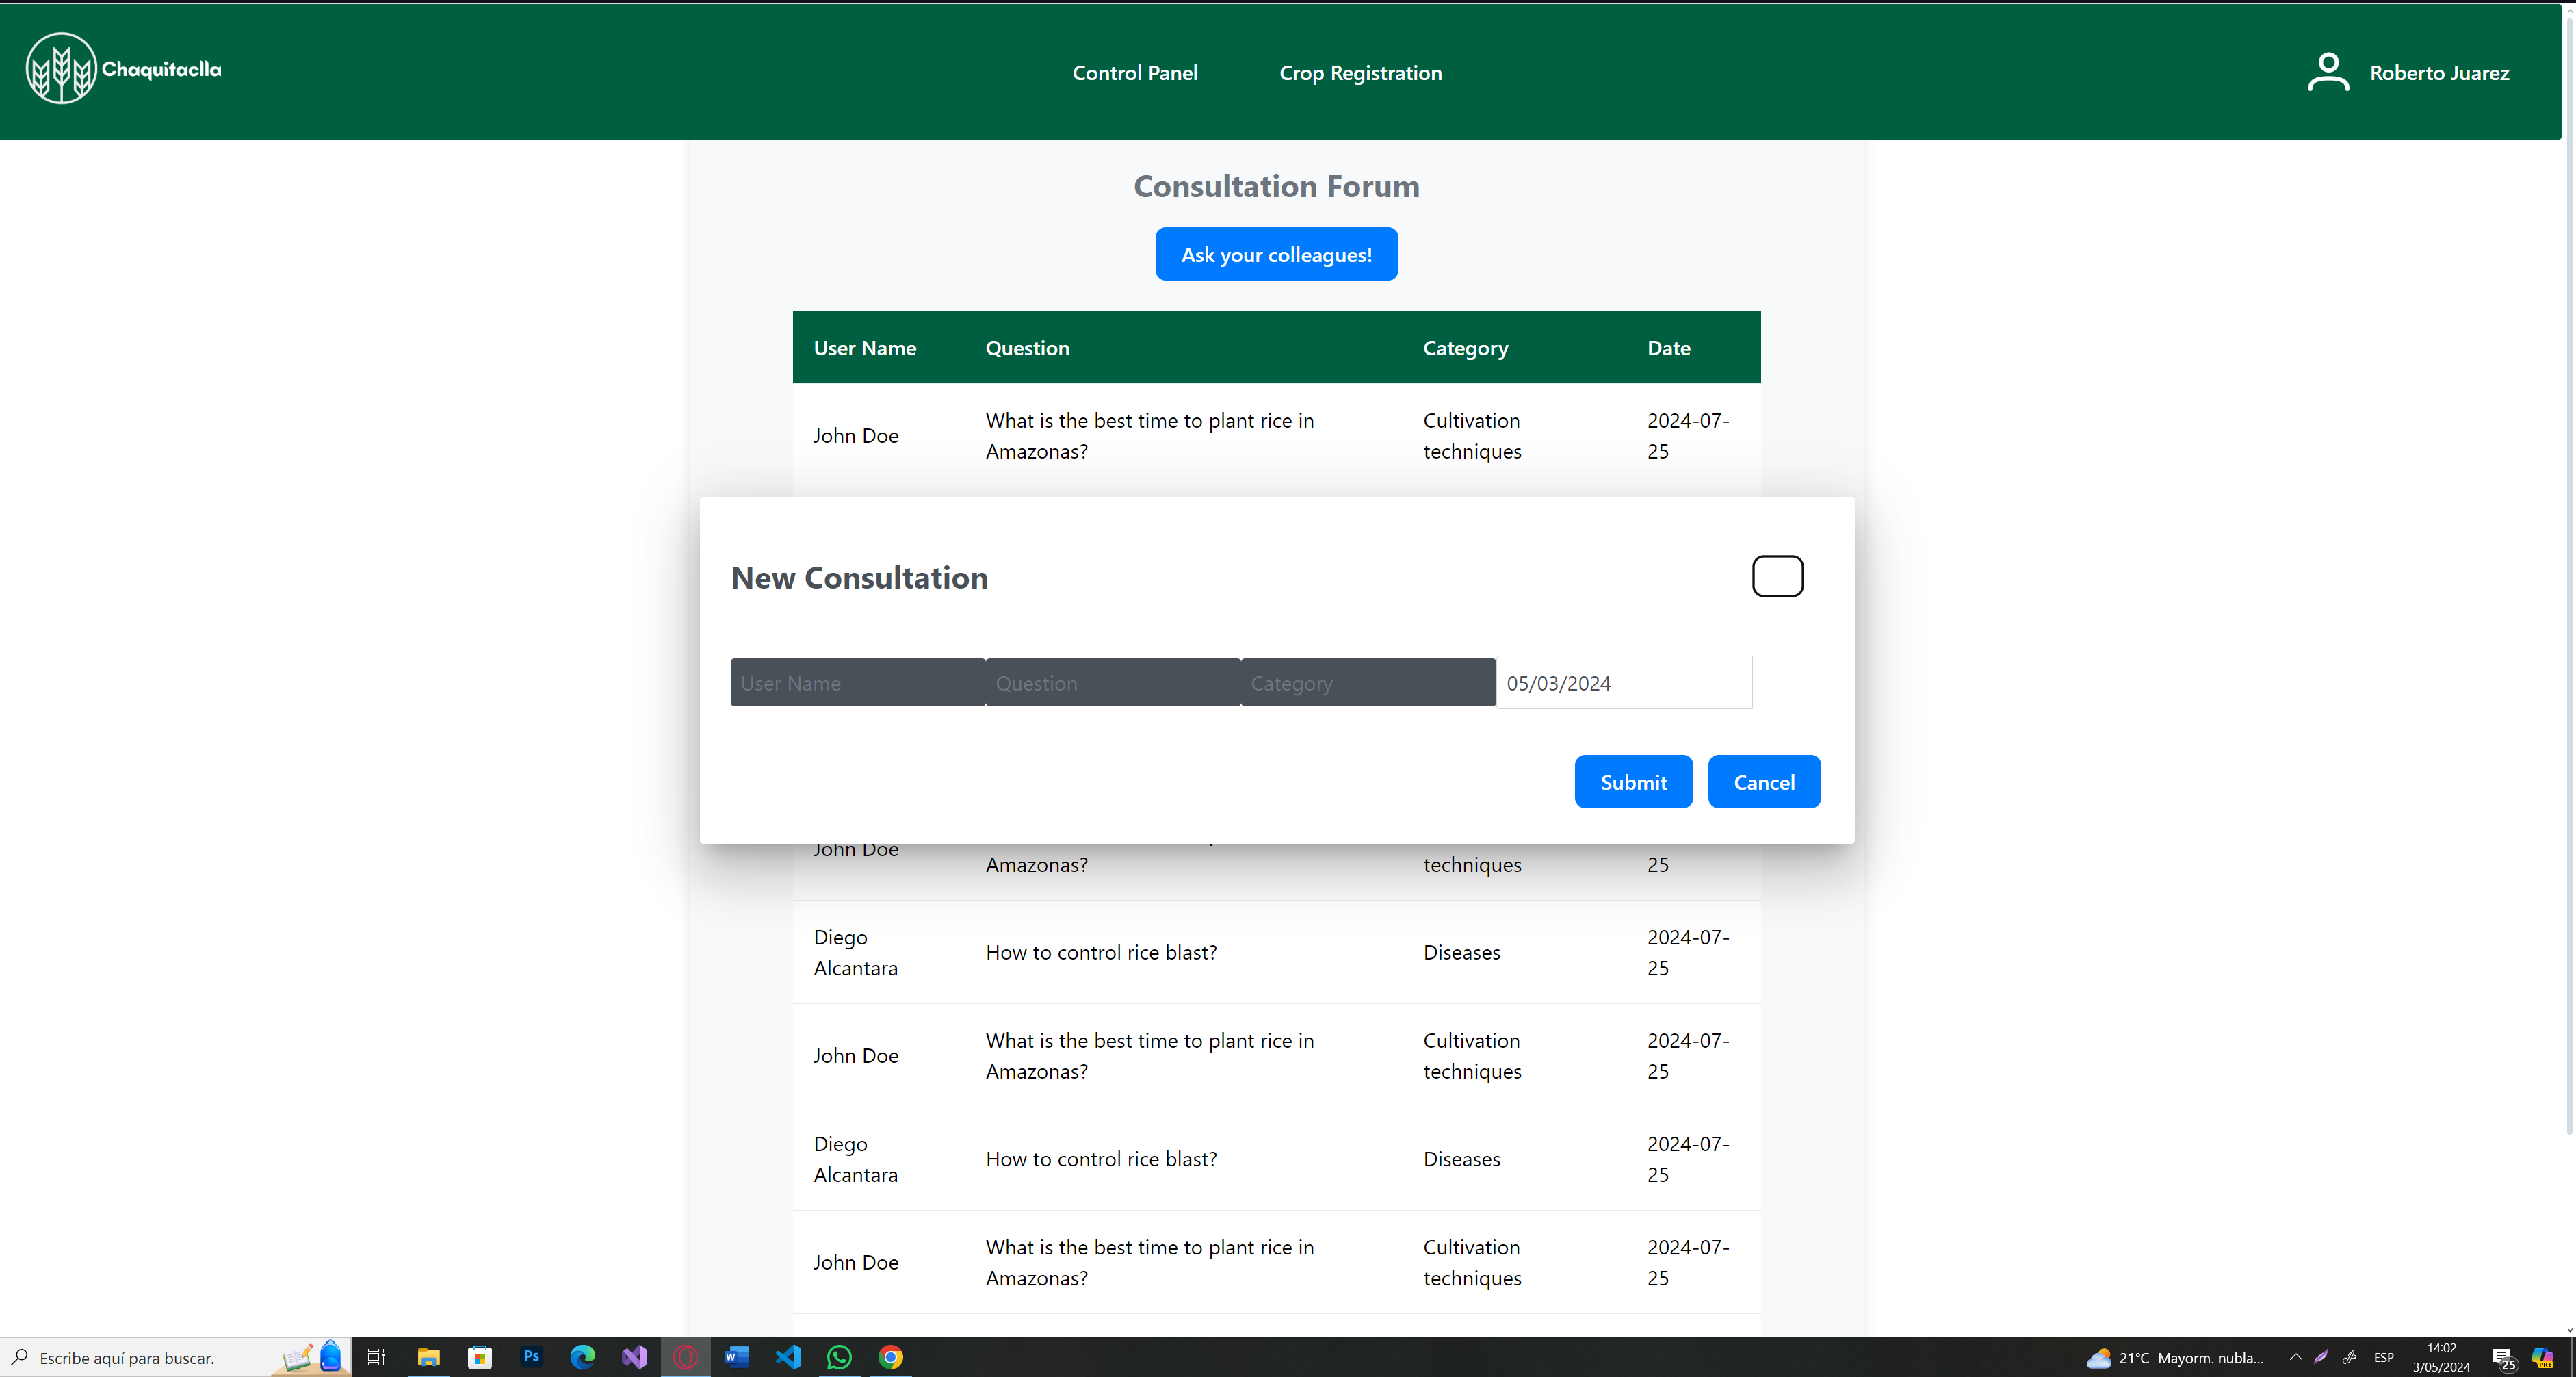 Chaquitaclla
Control Panel
Crop Registration
Roberto Juarez
Consultation Forum
Ask your colleagues!
User Name Question Category Date
What is the best time to plant rice in Cultivation 2024-07-
John Doe
Amazonas? techniques 25
New Consultation
User Name Question Category 05/03/2024
Submit Cancel
John Doe
Amazonas? techniques 25
Diego 2024-07-
How to control rice blast? Diseases
Alcantara 25
What is the best time to plant rice in Cultivation 2024-07-
John Doe
Amazonas? techniques 25
Diego 2024-07-
How to control rice blast? Diseases
Alcantara 25
What is the best time to plant rice in Cultivation 2024-07-
John Doe
Amazonas? techniques 25
Escribe aquí para buscar.
Ps
W
21°C Mayorm. nubla...
ESP
14:02
3/05/2024
25
PRE